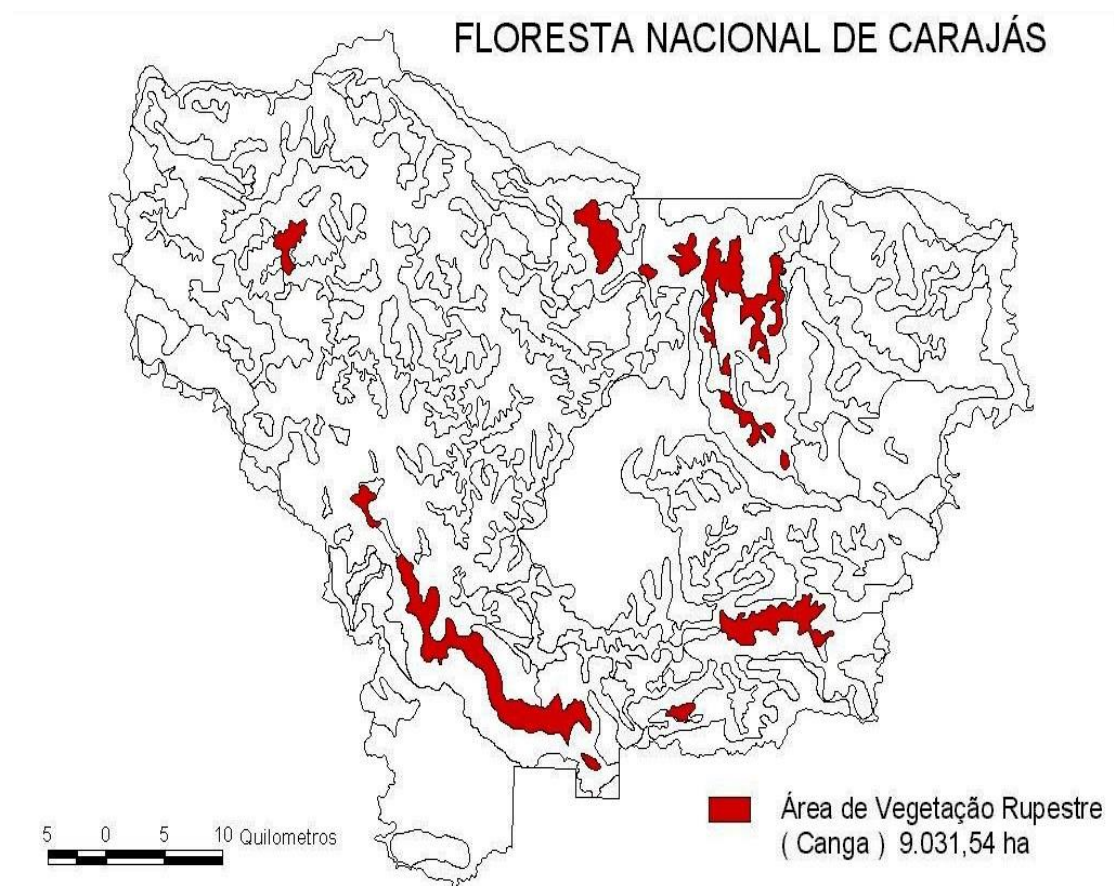 FLORESTA NACIONAL DE CARAJÁS
Área de Vegetação Rupestre
( Canga ) 9.031,54 ha
5 0 5 10 Quilometros